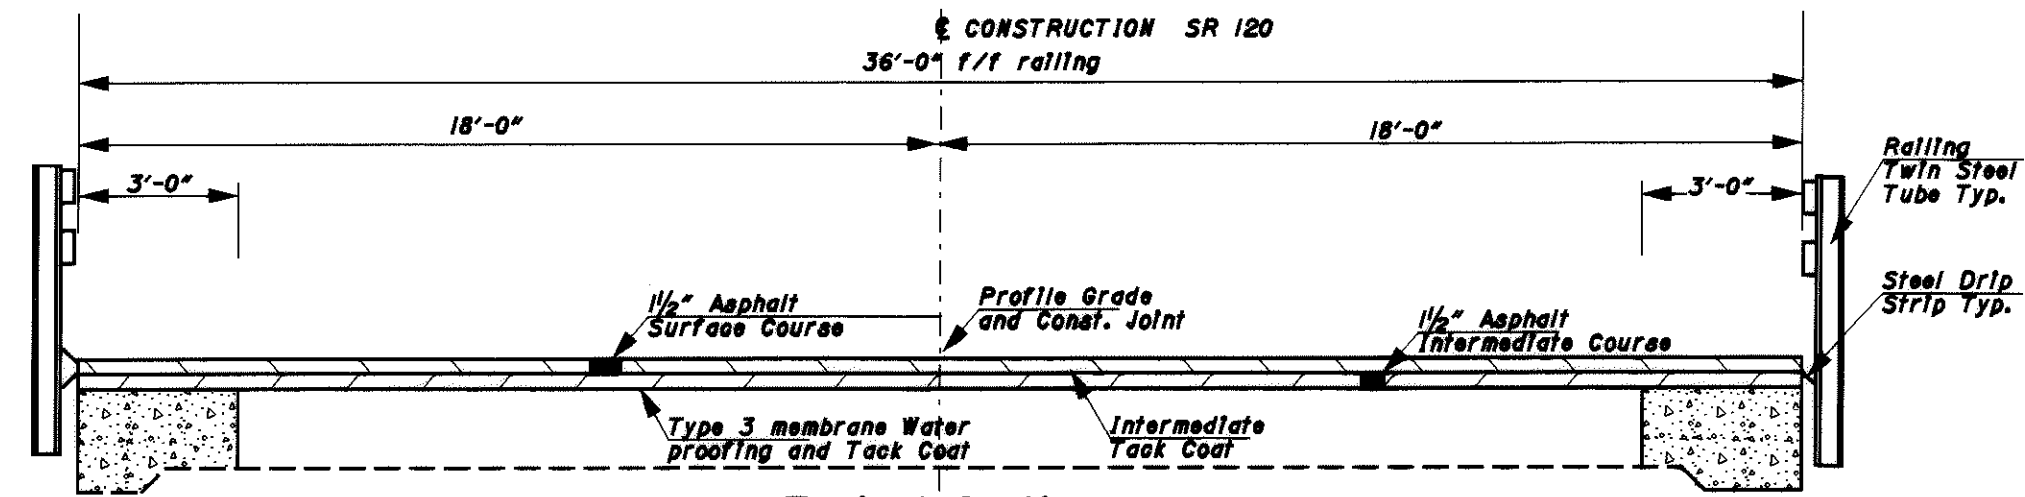 ℄ CONSTRUCTION SR 120
36'-0" f/f railing
18'-0"
18'-0"
3'-0"
3'-0"
Railing
Twin Steel
Tube Typ.
Steel Drip
Strip Typ.
1½" Asphalt
Surface Course
Profile Grade
and Const. Joint
1½" Asphalt
Intermediate Course
Type 3 membrane Water
proofing and Tack Coat
Intermediate
Tack Coat